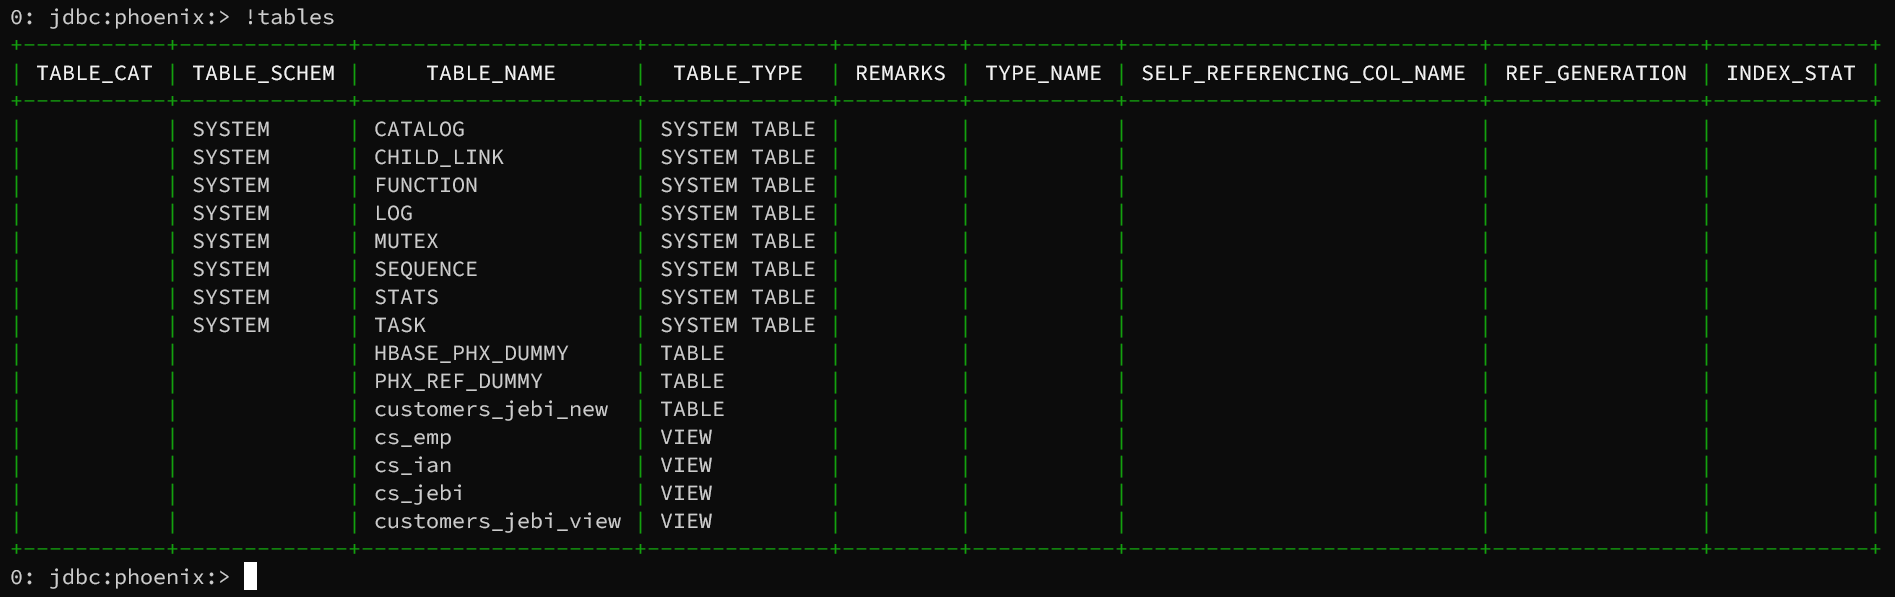 0: jdbc:phoenix:> !tables
+-----------+-------------+---------------------+--------------+---------+-----------+---------------------------+----------------+------------+
| TABLE_CAT | TABLE_SCHEM |     TABLE_NAME      |  TABLE_TYPE  | REMARKS | TYPE_NAME | SELF_REFERENCING_COL_NAME | REF_GENERATION | INDEX_STAT |
+-----------+-------------+---------------------+--------------+---------+-----------+---------------------------+----------------+------------+
|           | SYSTEM      | CATALOG             | SYSTEM TABLE |         |           |                           |                |            |
|           | SYSTEM      | CHILD_LINK          | SYSTEM TABLE |         |           |                           |                |            |
|           | SYSTEM      | FUNCTION            | SYSTEM TABLE |         |           |                           |                |            |
|           | SYSTEM      | LOG                 | SYSTEM TABLE |         |           |                           |                |            |
|           | SYSTEM      | MUTEX               | SYSTEM TABLE |         |           |                           |                |            |
|           | SYSTEM      | SEQUENCE            | SYSTEM TABLE |         |           |                           |                |            |
|           | SYSTEM      | STATS               | SYSTEM TABLE |         |           |                           |                |            |
|           | SYSTEM      | TASK                | SYSTEM TABLE |         |           |                           |                |            |
|           |             | HBASE_PHX_DUMMY     | TABLE        |         |           |                           |                |            |
|           |             | PHX_REF_DUMMY       | TABLE        |         |           |                           |                |            |
|           |             | customers_jebi_new  | TABLE        |         |           |                           |                |            |
|           |             | cs_emp              | VIEW         |         |           |                           |                |            |
|           |             | cs_ian              | VIEW         |         |           |                           |                |            |
|           |             | cs_jebi             | VIEW         |         |           |                           |                |            |
|           |             | customers_jebi_view | VIEW         |         |           |                           |                |            |
+-----------+-------------+---------------------+--------------+---------+-----------+---------------------------+----------------+------------+
0: jdbc:phoenix:>